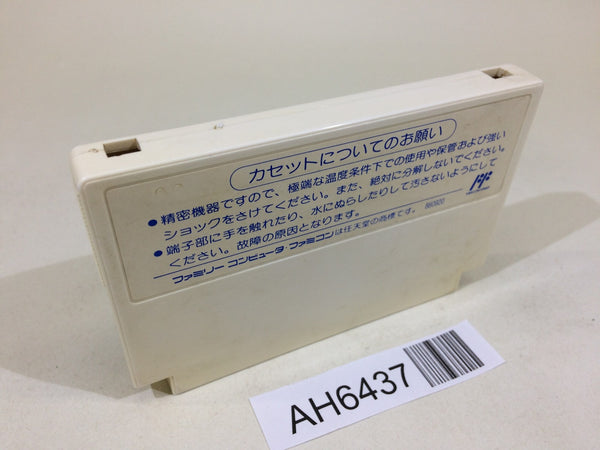 カセットについてのお願い
●精密機器ですので、極端な温度条件下での使用や保管および強い
ショックをさけてください。また、絶対に分解しないでください。
●端子部に手を触れたり、水にぬらしたりして汚さないようにして
ください。故障の原因となります。
ファミリーコンピュータ・ファミコンは任天堂の商標です。
AH6437